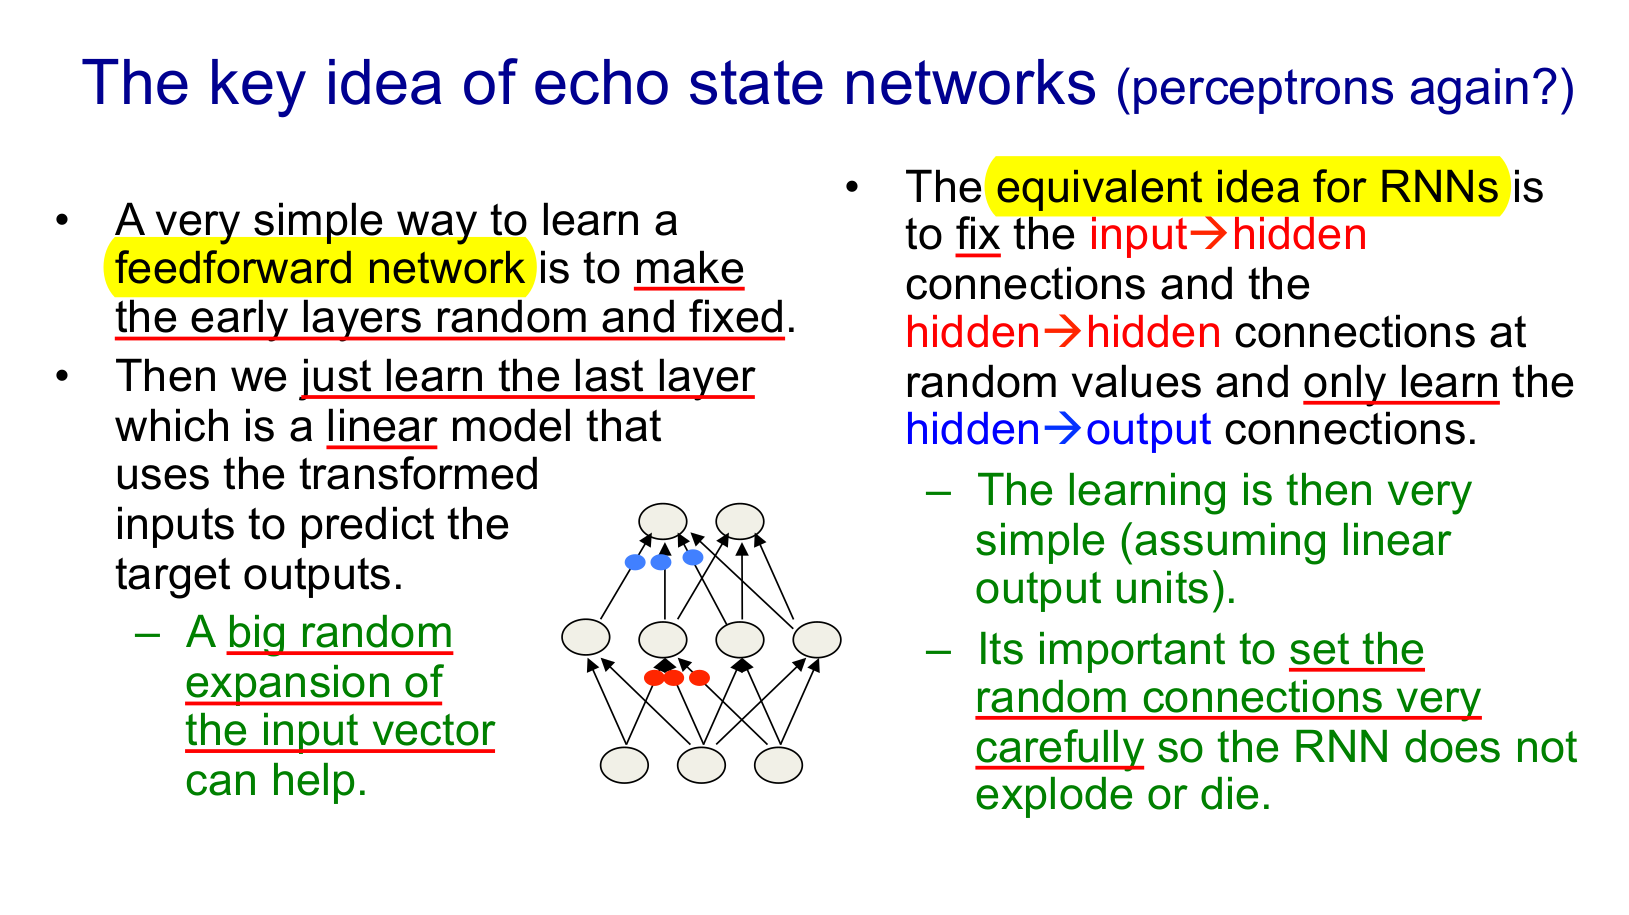 The key idea of echo state networks (perceptrons again?)
• A very simple way to learn a
feedforward network is to make
the early layers random and fixed.
• Then we just learn the last layer
which is a linear model that
uses the transformed
inputs to predict the
target outputs.
– A big random
expansion of
the input vector
can help.
• The equivalent idea for RNNs is
to fix the input→hidden
connections and the
hidden→hidden connections at
random values and only learn the
hidden→output connections.
– The learning is then very
simple (assuming linear
output units).
– Its important to set the
random connections very
carefully so the RNN does not
explode or die.